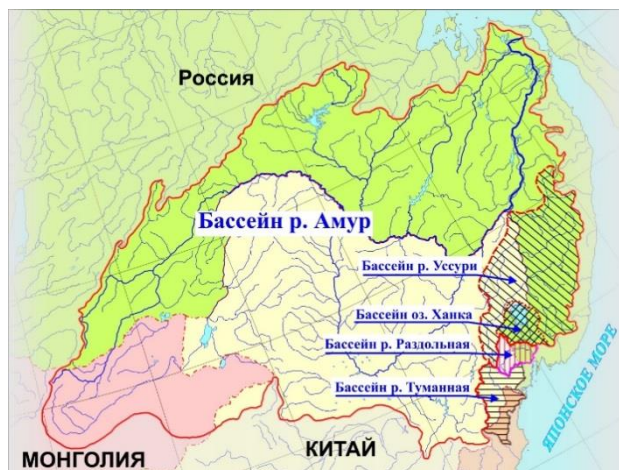 Россия
Бассейн р. Амур
Бассейн р. Уссури
Бассейн оз. Ханка
Бассейн р. Раздольная
Бассейн р. Туманная
ЯПОНСКОЕ МОРЕ
КИТАЙ
МОНГОЛИЯ